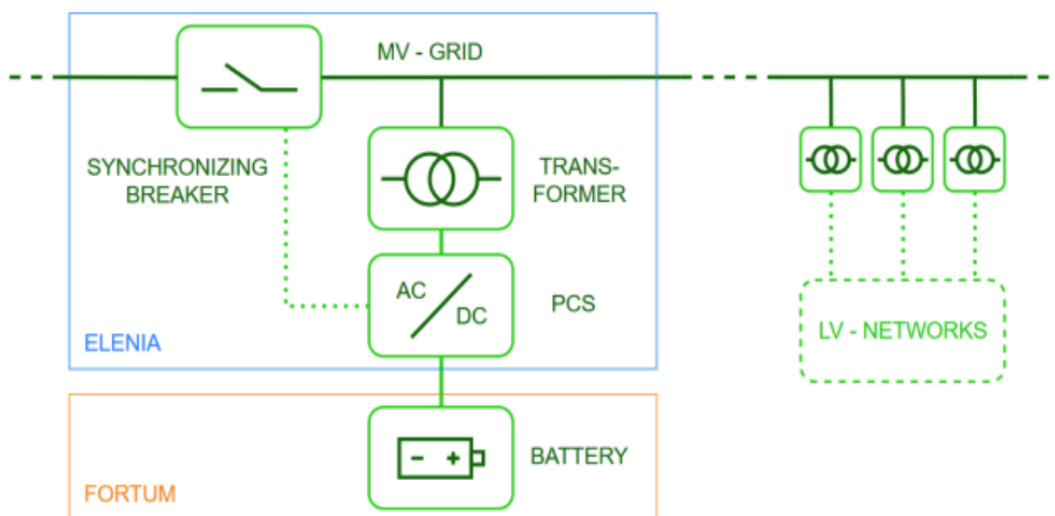 MV - GRID
SYNCHRONIZING
BREAKER
TRANS-
FORMER
AC
DC
PCS
ELENIA
LV - NETWORKS
BATTERY
FORTUM